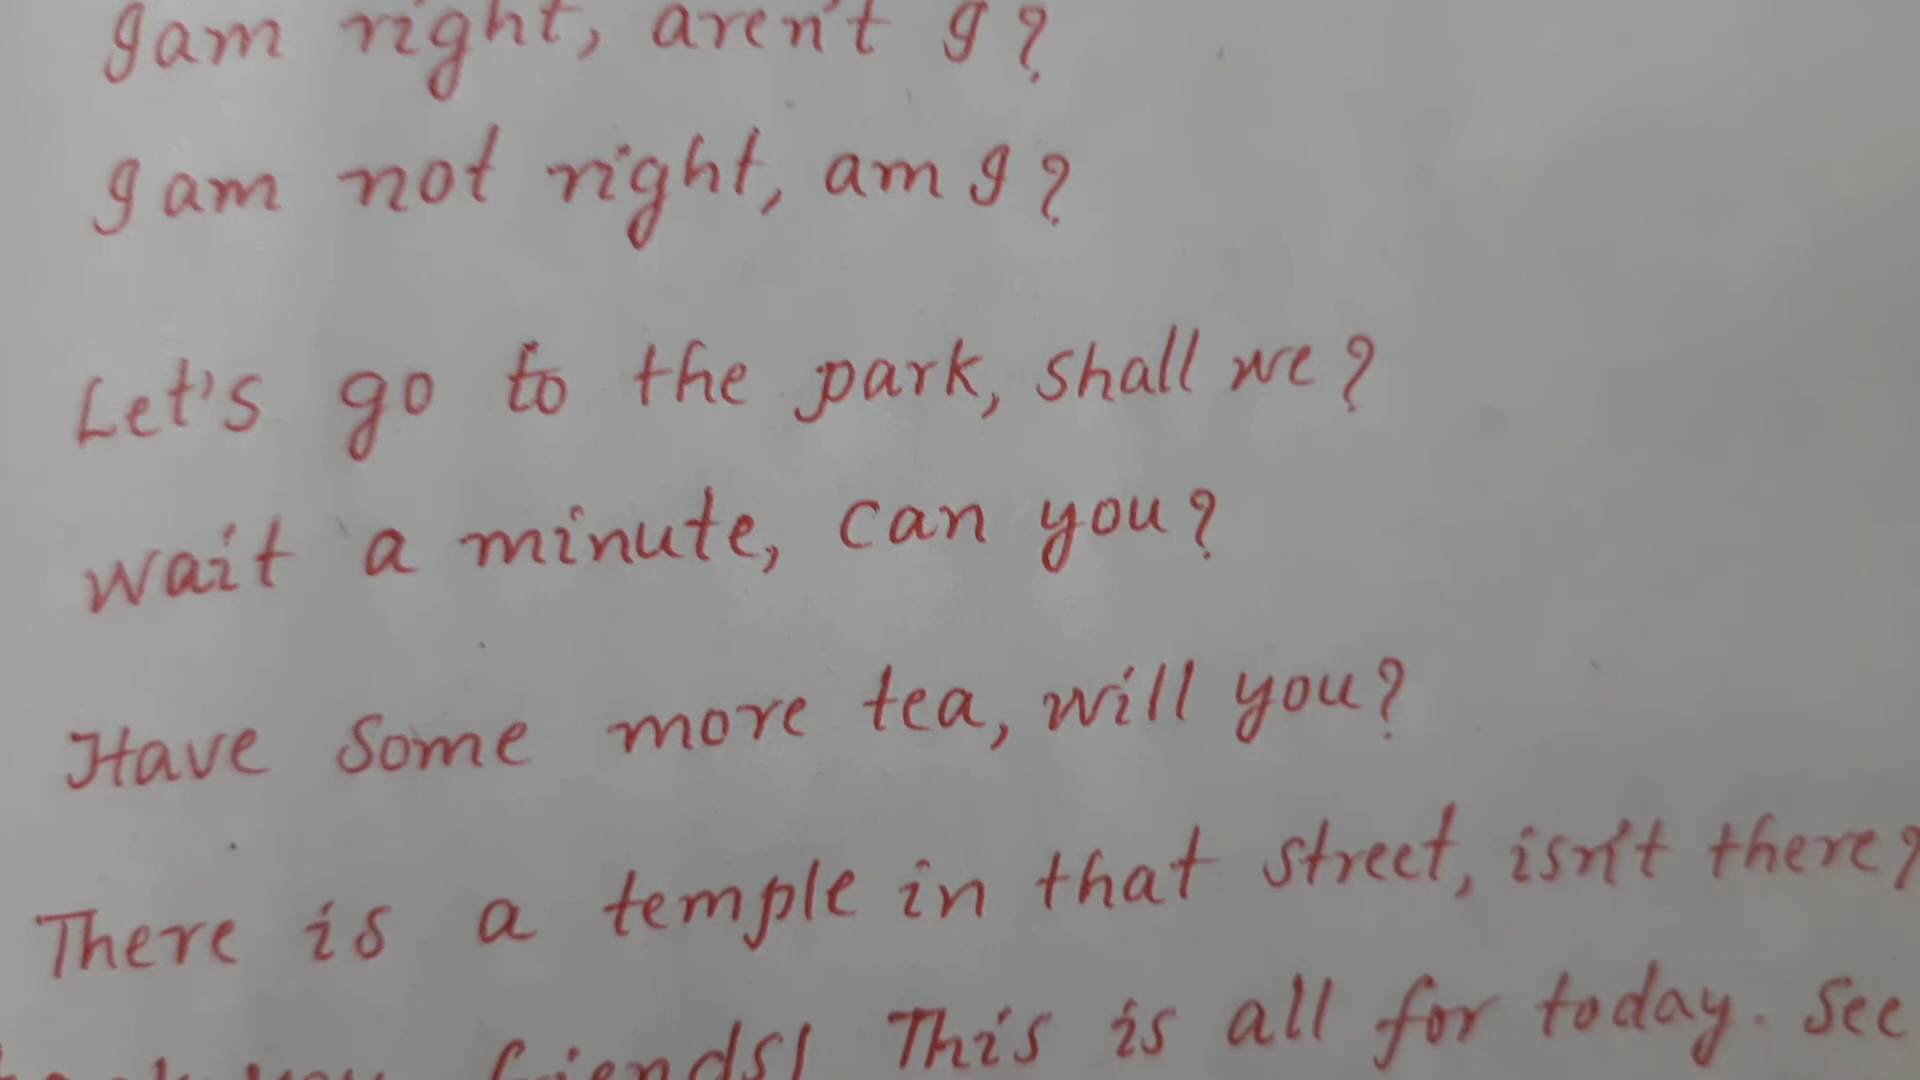 I am right, aren't I?
I am not right, am I?
Let's go to the park, shall we?
Wait a minute, can you?
Have some more tea, will you?
There is a temple in that street, isn't there?
you friends! This is all for today. See